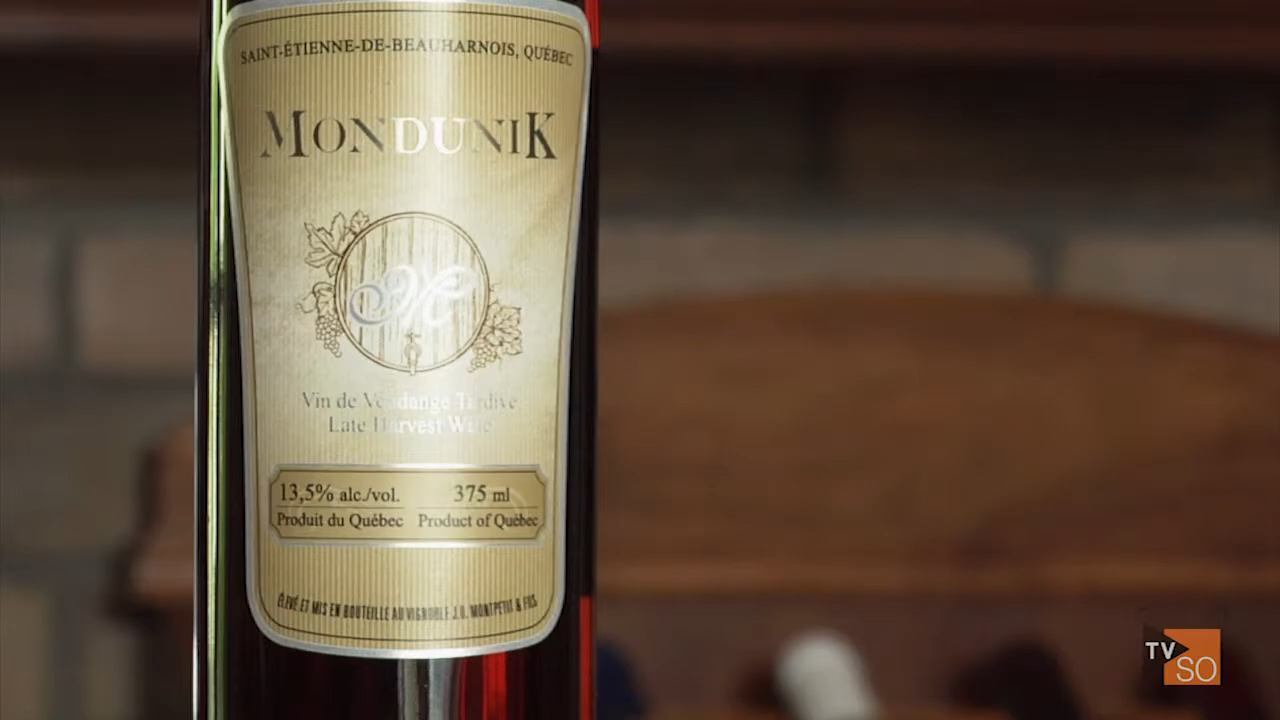 SAINT-ÉTIENNE-DE-BEAUHARNOIS, QUÉBEC
MONDUNIK
M
Vin de Vendange Tardive
Late Harvest Wine
13,5% alc./vol. 375 ml
Produit du Québec Product of Québec
ÉLEVÉ ET MIS EN BOUTEILLE AU VIGNOBLE J.O. MONTPETIT & FILS
TV
SO